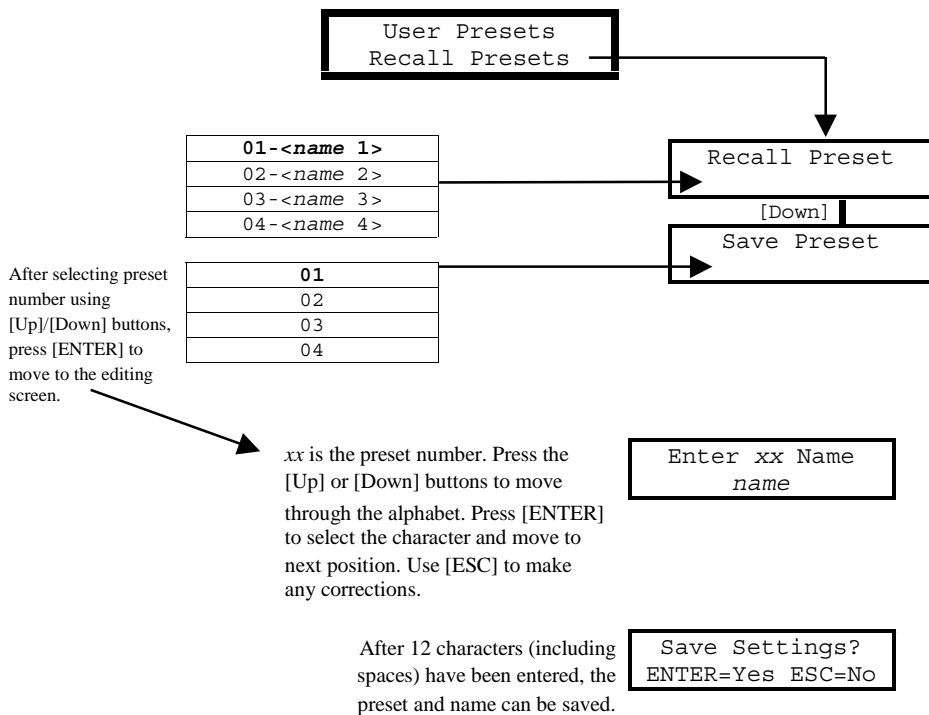 User Presets
Recall Presets
01-<name 1>
02-<name 2>
03-<name 3>
04-<name 4>
Recall Preset
[Down]
Save Preset
After selecting preset
number using
[Up]/[Down] buttons,
press [ENTER] to
move to the editing
screen.
01
02
03
04
xx is the preset number. Press the
[Up] or [Down] buttons to move
through the alphabet. Press [ENTER]
to select the character and move to
next position. Use [ESC] to make
any corrections.
Enter xx Name
name
After 12 characters (including
spaces) have been entered, the
preset and name can be saved.
Save Settings?
ENTER=Yes ESC=No